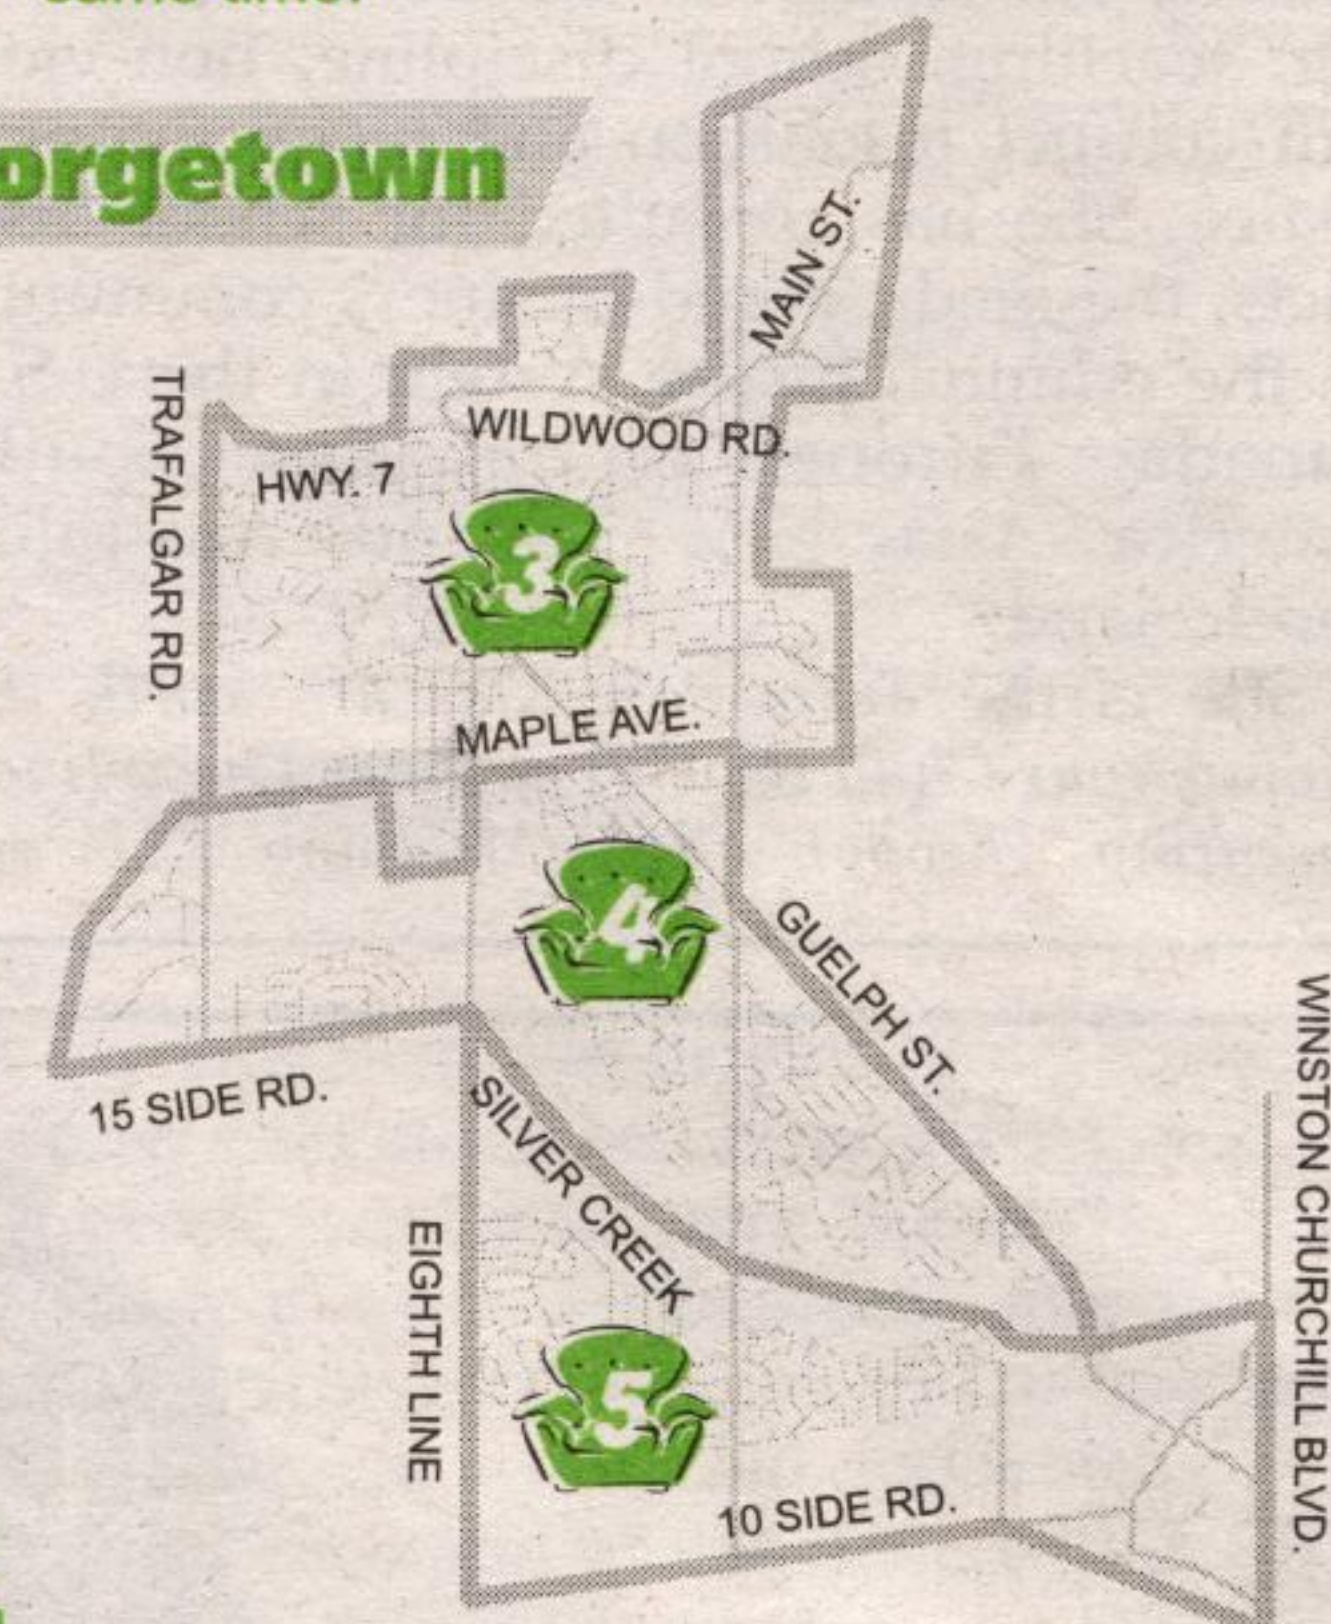 orgetown
MAIN ST.
TRAFALGAR RD.
WILDWOOD RD.
HWY. 7
3
MAPLE AVE.
4
GUELPH ST.
15 SIDE RD.
SILVER CREEK
WINSTON CHURCHILL BLVD.
EIGHTH LINE
5
10 SIDE RD.